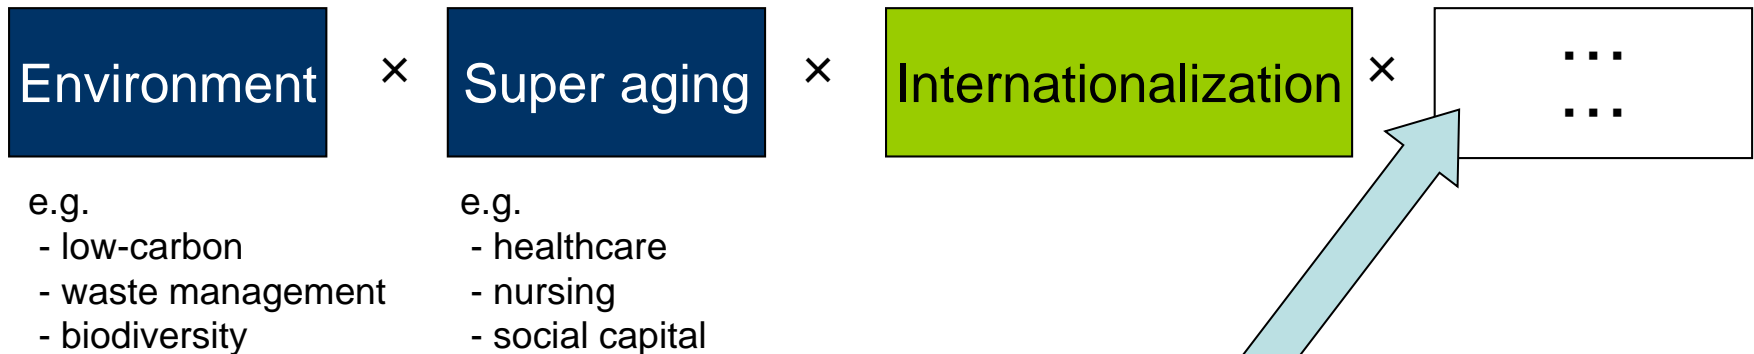 Environment × Super aging × Internationalization × ...
...
e.g.
- low-carbon
- waste management
- biodiversity
e.g.
- healthcare
- nursing
- social capital